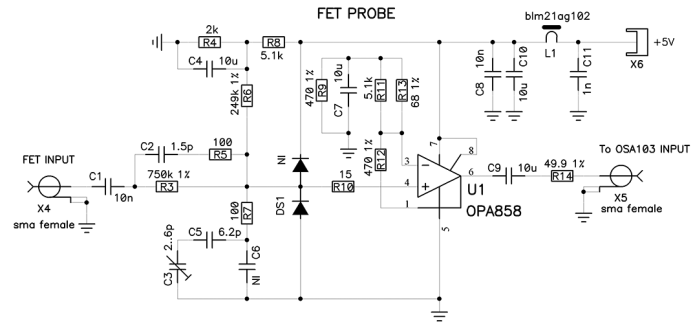 FET PROBE
blm21ag102
2k
R4
R8
5.1k
C4
10u
249k 1%
R6
470 1%
R9
10u
C7
5.1k
R11
R13
68 1%
10n
C8
C10
10u
L1
C11
1n
+5V
X6
C2
1.5p
100
R5
FET INPUT
C1
10n
750k 1%
R3
X4
sma female
NI
DS1
15
R10
470 1%
R12
7
8
3
4
1
6
5
U1
OPA858
C9
10u
49.9 1%
R14
To OSA103 INPUT
X5
sma female
100
R7
C5
6.2p
2..6p
C3
C6
NI